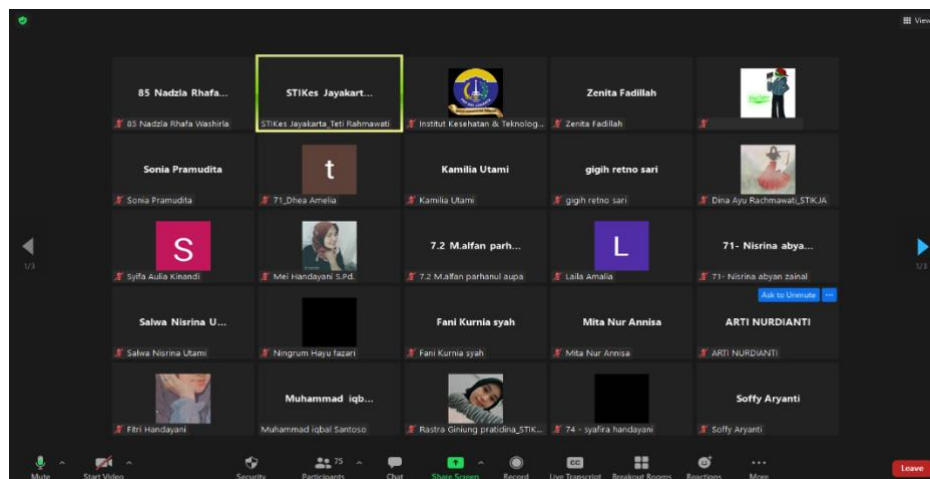 View
85 Nadzla Rhafa...
85 Nadzla Rhafa Washirla
STIKes Jayakart...
STIKes Jayakarta_Teti Rahmawati
Institut Kesehatan & Teknolog...
Zenita Fadillah
Zenita Fadillah
Sonia Pramudita
Sonia Pramudita
t
71_Dhea Amelia
Kamilia Utami
Kamilia Utami
gigih retno sari
gigih retno sari
Dina Ayu Rachmawati_STIKJA
1/3
S
Syifa Aulia Kinandi
Mei Handayani S.Pd.
7.2 M.alfan parh...
7.2 M.alfan parhanul aupa
L
Laila Amalia
71- Nisrina abya...
71- Nisrina abyan zainal
1/3
Salwa Nisrina U...
Salwa Nisrina Utami
Ningrum Hayu fazari
Fani Kurnia syah
Fani Kurnia syah
Mita Nur Annisa
Mita Nur Annisa
Ask to Unmute ...
ARTI NURDIANTI
ARTI NURDIANTI
Fitri Handayani
Muhammad iqb...
Muhammad iqbal Santoso
Rastra Giniung pratidina_STIK...
74 - syafira handayani
Soffy Aryanti
Soffy Aryanti
Mute
Start Video
Security
75
Participants
Chat
Share Screen
Record
CC
Live Transcript
Breakout Rooms
Reactions
More
Leave